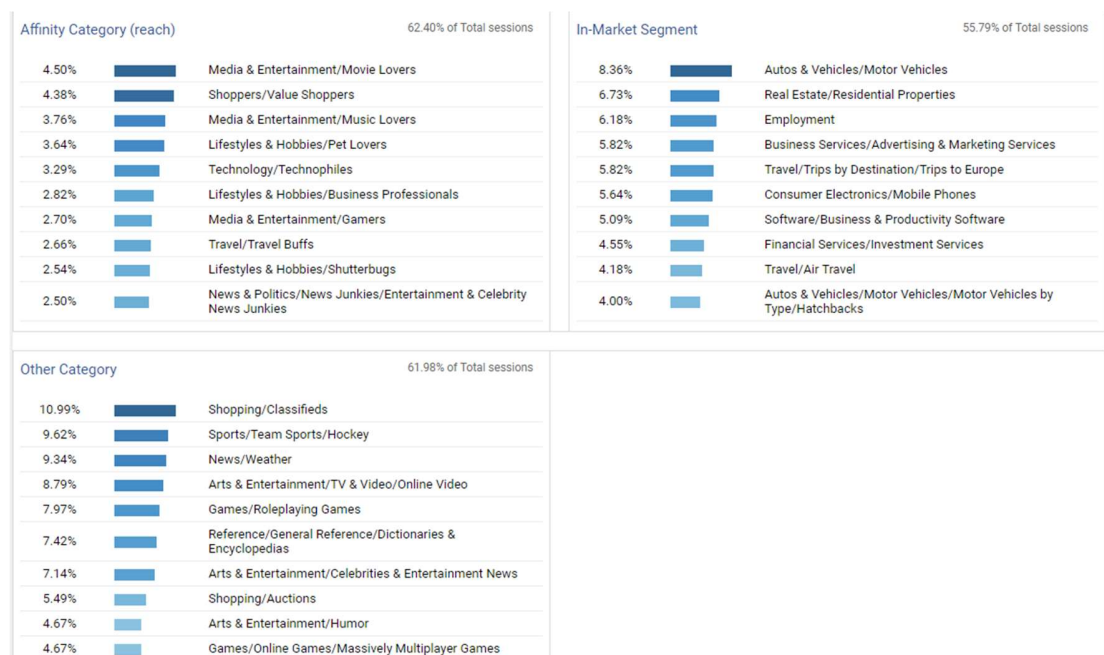 Affinity Category (reach) 62.40% of Total sessions
4.50% Media & Entertainment/Movie Lovers
4.38% Shoppers/Value Shoppers
3.76% Media & Entertainment/Music Lovers
3.64% Lifestyles & Hobbies/Pet Lovers
3.29% Technology/Technophiles
2.82% Lifestyles & Hobbies/Business Professionals
2.70% Media & Entertainment/Gamers
2.66% Travel/Travel Buffs
2.54% Lifestyles & Hobbies/Shutterbugs
2.50% News & Politics/News Junkies/Entertainment & Celebrity
News Junkies
In-Market Segment 55.79% of Total sessions
8.36% Autos & Vehicles/Motor Vehicles
6.73% Real Estate/Residential Properties
6.18% Employment
5.82% Business Services/Advertising & Marketing Services
5.82% Travel/Trips by Destination/Trips to Europe
5.64% Consumer Electronics/Mobile Phones
5.09% Software/Business & Productivity Software
4.55% Financial Services/Investment Services
4.18% Travel/Air Travel
4.00% Autos & Vehicles/Motor Vehicles/Motor Vehicles by
Type/Hatchbacks
Other Category 61.98% of Total sessions
10.99% Shopping/Classifieds
9.62% Sports/Team Sports/Hockey
9.34% News/Weather
8.79% Arts & Entertainment/TV & Video/Online Video
7.97% Games/Roleplaying Games
7.42% Reference/General Reference/Dictionaries &
Encyclopedias
7.14% Arts & Entertainment/Celebrities & Entertainment News
5.49% Shopping/Auctions
4.67% Arts & Entertainment/Humor
4.67% Games/Online Games/Massively Multiplayer Games